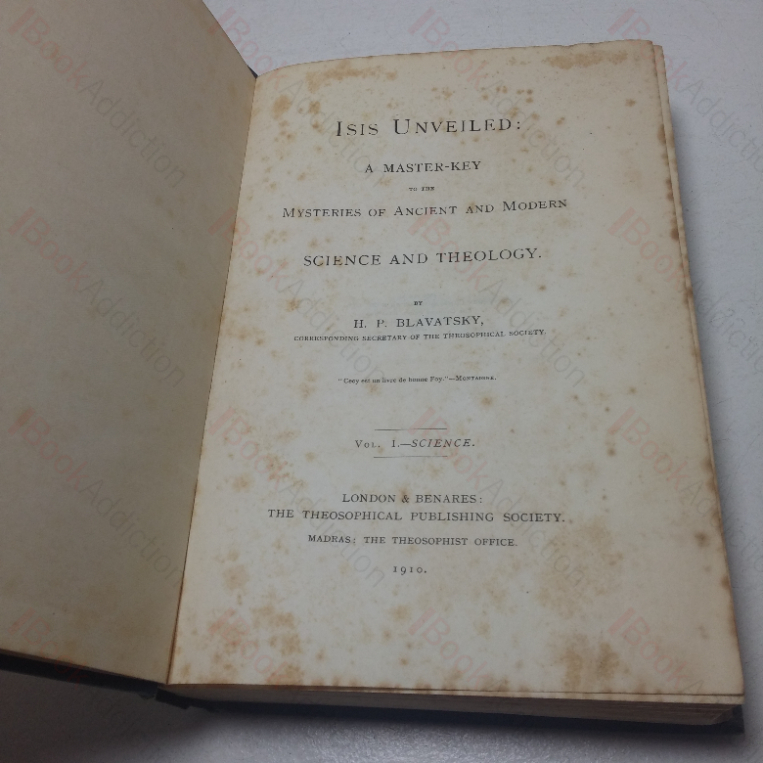 ISIS UNVEILED:
A MASTER-KEY
TO THE
MYSTERIES OF ANCIENT AND MODERN
SCIENCE AND THEOLOGY.
BY
H. P. BLAVATSKY,
CORRESPONDING SECRETARY OF THE THEOSOPHICAL SOCIETY.
"Cecy est un livre de bonne Foy."—MONTAIGNE.
VOL. I.—SCIENCE.
LONDON & BENARES:
THE THEOSOPHICAL PUBLISHING SOCIETY.
MADRAS: THE THEOSOPHIST OFFICE.
1910.
BookAddiction